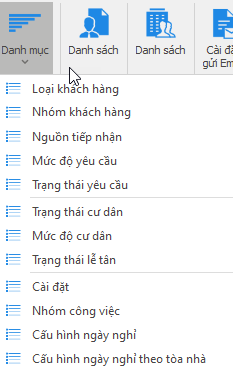 Danh mục
Danh sách
Danh sách
Cài đặ
gửi Em
Loại khách hàng
Nhóm khách hàng
Nguồn tiếp nhận
Mức độ yêu cầu
Trạng thái yêu cầu
Trạng thái cư dân
Mức độ cư dân
Trạng thái lễ tân
Cài đặt
Nhóm công việc
Cấu hình ngày nghỉ
Cấu hình ngày nghỉ theo tòa nhà